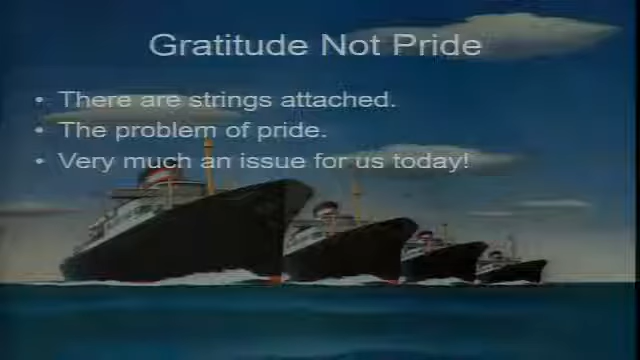 Gratitude Not Pride
• There are strings attached.
• The problem of pride.
• Very much an issue for us today!